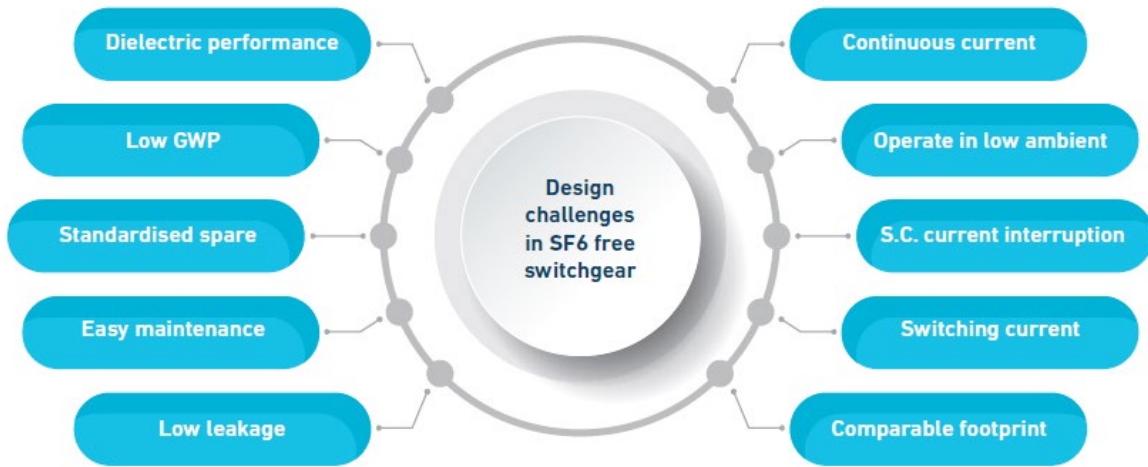 Dielectric performance
Low GWP
Standardised spare
Easy maintenance
Low leakage
Design
challenges
in SF6 free
switchgear
Continuous current
Operate in low ambient
S.C. current interruption
Switching current
Comparable footprint